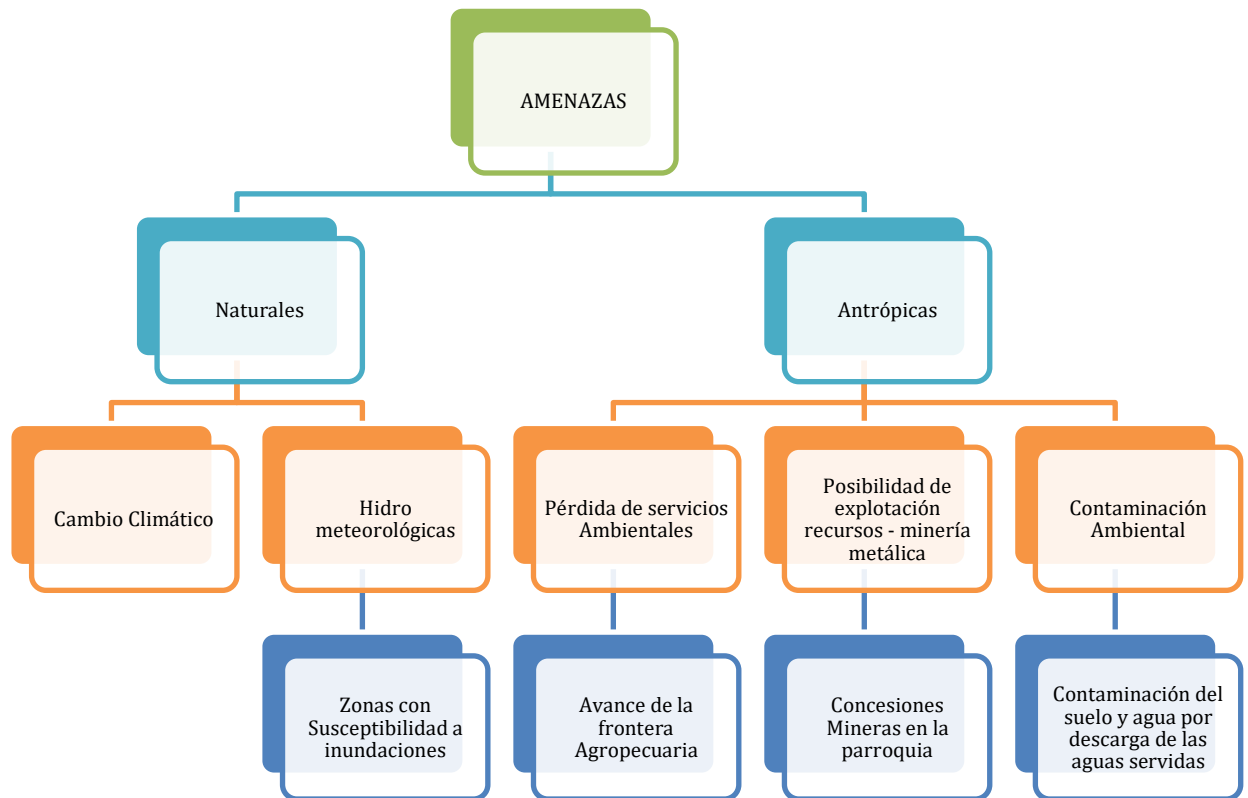 AMENAZAS
Naturales
Antrópicas
Cambio Climático
Hidro
meteorológicas
Pérdida de servicios
Ambientales
Posibilidad de
explotación
recursos - minería
metálica
Contaminación
Ambiental
Zonas con
Susceptibilidad a
inundaciones
Avance de la
frontera
Agropecuaria
Concesiones
Mineras en la
parroquia
Contaminación del
suelo y agua por
descarga de las
aguas servidas